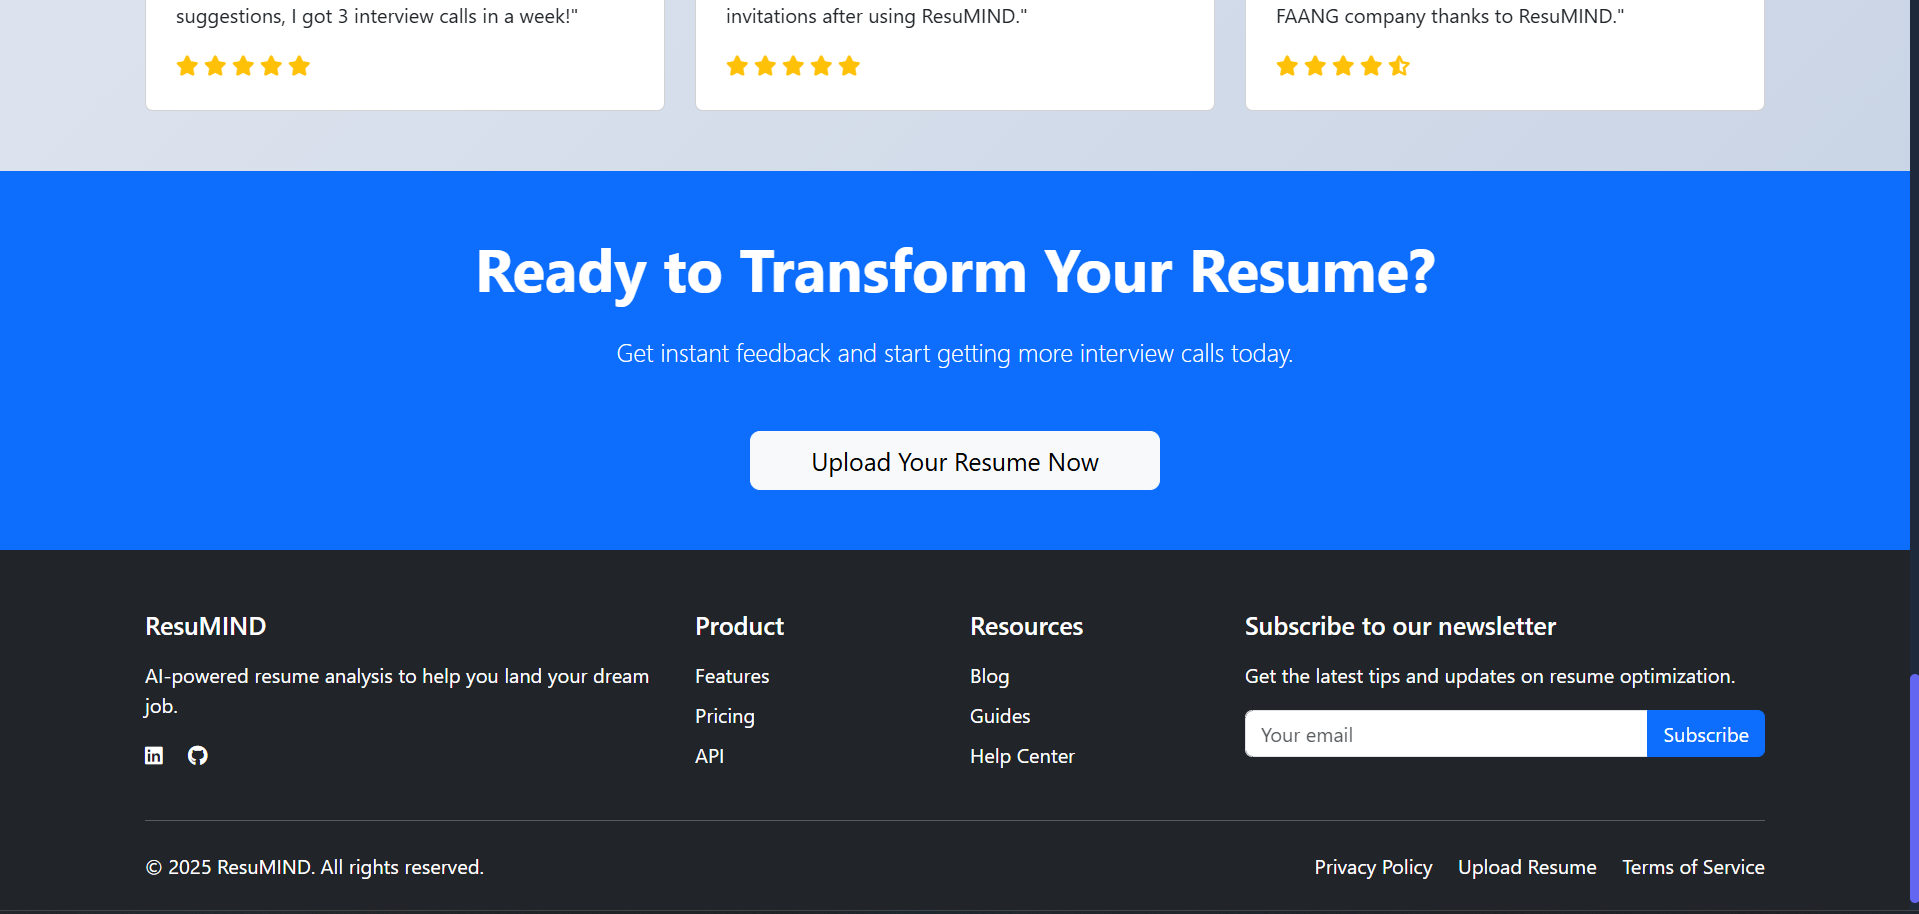 suggestions, I got 3 interview calls in a week!"
invitations after using ResuMIND."
FAANG company thanks to ResuMIND."
Ready to Transform Your Resume?
Get instant feedback and start getting more interview calls today.
Upload Your Resume Now
ResuMIND
AI-powered resume analysis to help you land your dream
job.
Product
Features
Pricing
API
Resources
Blog
Guides
Help Center
Subscribe to our newsletter
Get the latest tips and updates on resume optimization.
Your email
Subscribe
© 2025 ResuMIND. All rights reserved.
Privacy Policy
Upload Resume
Terms of Service